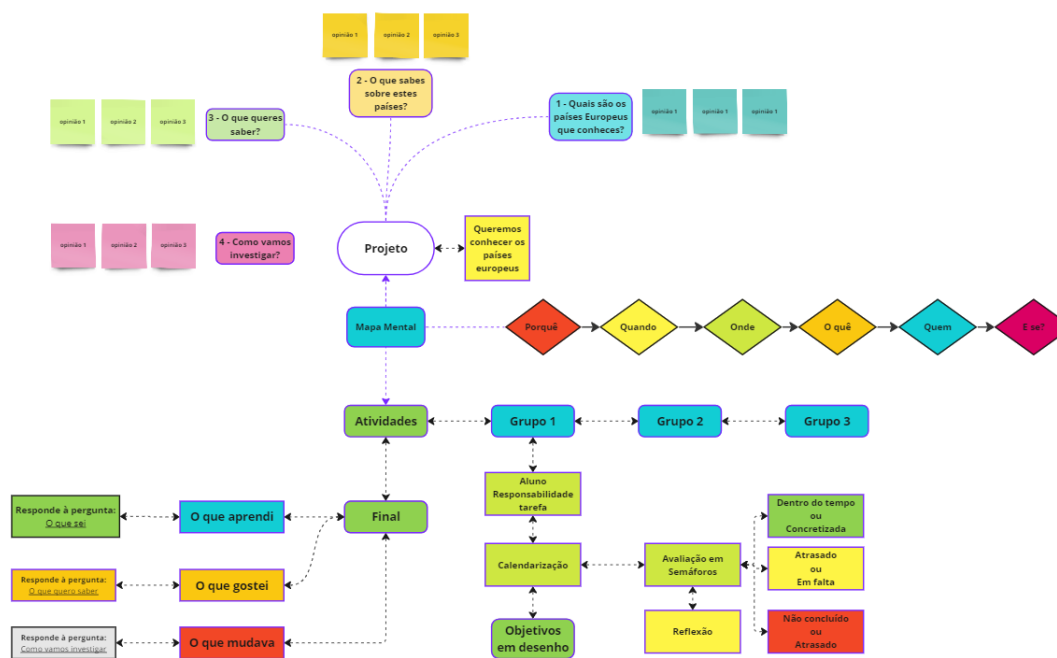 opinião 1
opinião 2
opinião 3
2 - O que sabes
sobre estes
países?
opinião 1
opinião 2
opinião 3
3 - O que queres
saber?
1 - Quais são os
países Europeus
que conheces?
opinião 1
opinião 1
opinião 1
opinião 1
opinião 2
opinião 3
4 - Como vamos
investigar?
Projeto
Queremos
conhecer os
países
europeus
Mapa Mental
Porquê
Quando
Onde
O quê
Quem
E se?
Atividades
Grupo 1
Grupo 2
Grupo 3
Aluno
Responsabilidade
tarefa
Responde à pergunta:
O que sei
O que aprendi
Final
Dentro do tempo
ou
Concretizada
Calendarização
Avaliação em
Semáforos
Atrasado
ou
Em falta
Responde à pergunta:
O que quero saber
O que gostei
Responde à pergunta:
Como vamos investigar
O que mudava
Objetivos
em desenho
Reflexão
Não concluído
ou
Atrasado